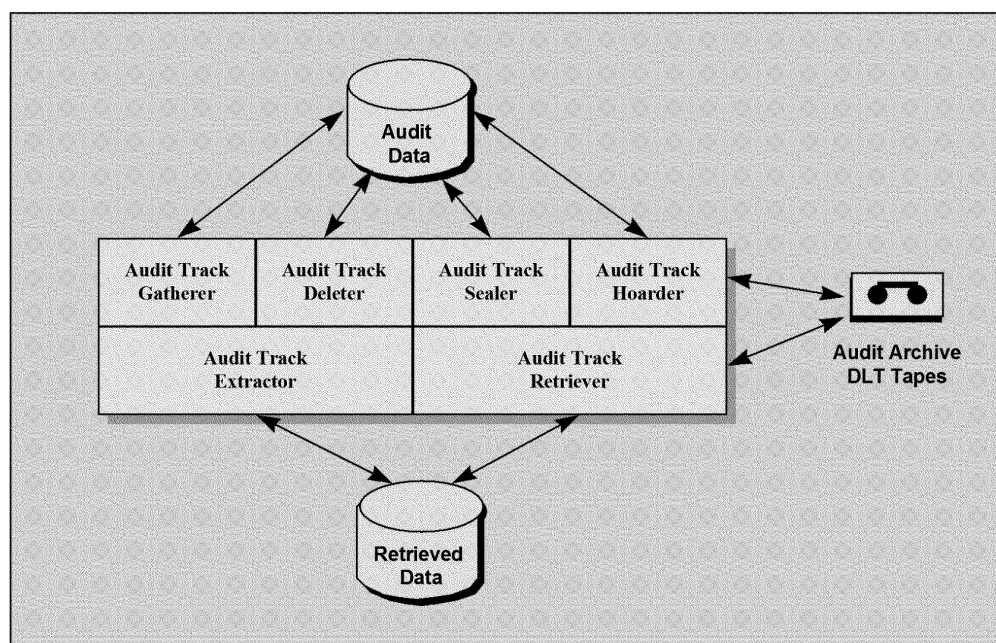 Audit
Data
Audit Track
Gatherer
Audit Track
Deleter
Audit Track
Sealer
Audit Track
Hoarder
Audit Track
Extractor
Audit Track
Retriever
Audit Archive
DLT Tapes
Retrieved
Data